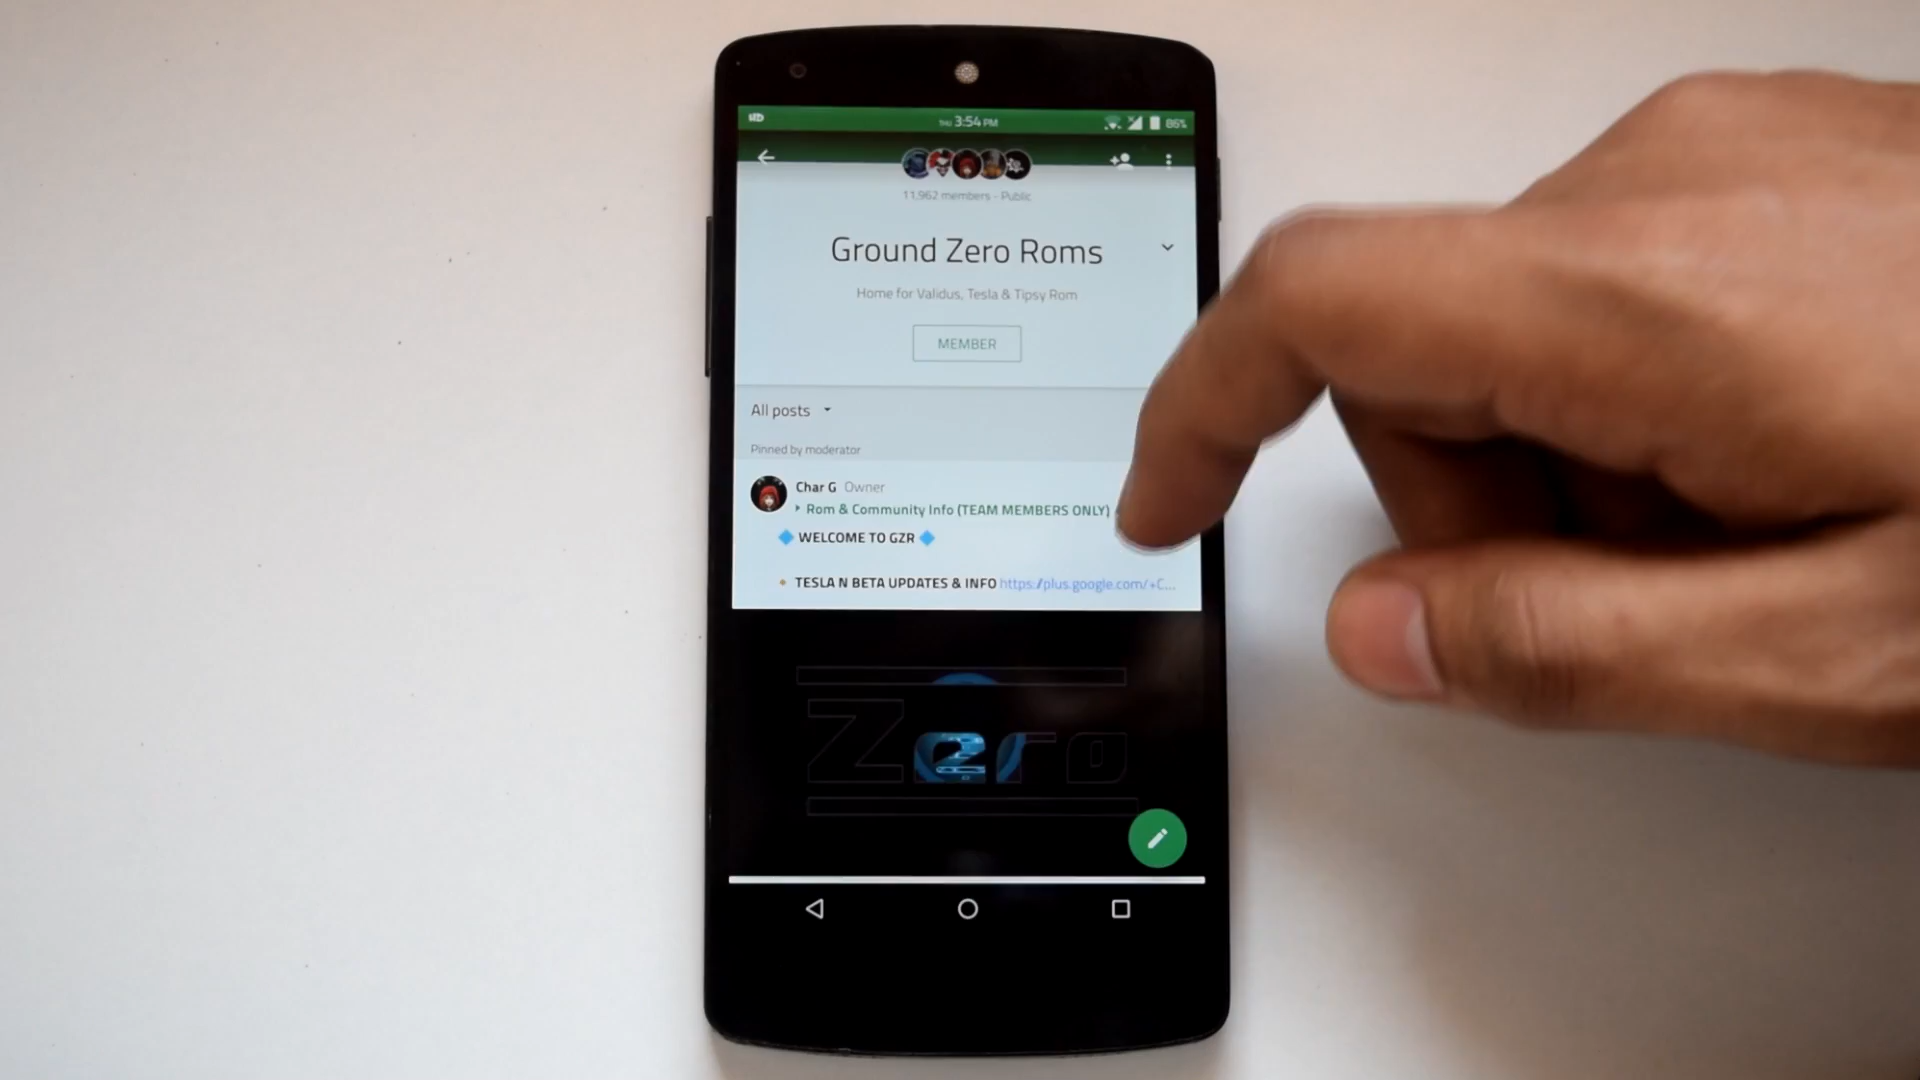 THU 3:54 PM
86%
11,962 members - Public
Ground Zero Roms
Home for Validus, Tesla & Tipsy Rom
MEMBER
All posts
Pinned by moderator
Char G Owner
Rom & Community Info (TEAM MEMBERS ONLY)
🔷 WELCOME TO GZR 🔷
🔸 TESLA N BETA UPDATES & INFO https://plus.google.com/+C...
Zero